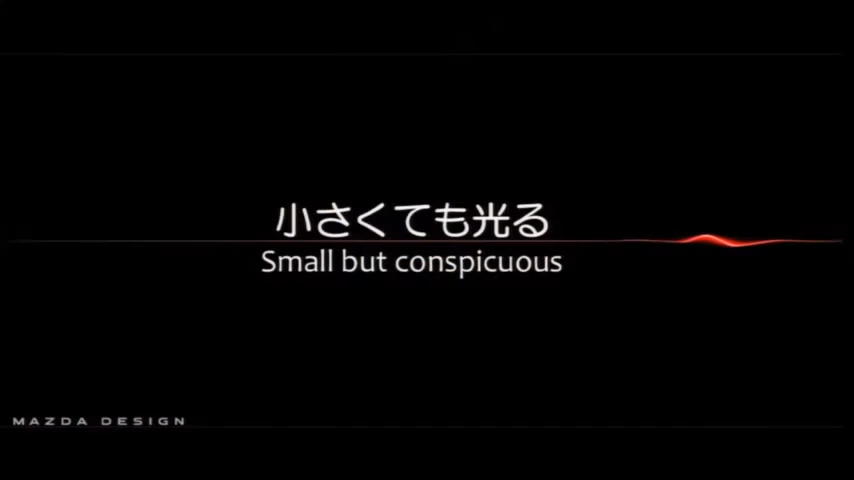 小さくても光る
Small but conspicuous
MAZDA DESIGN